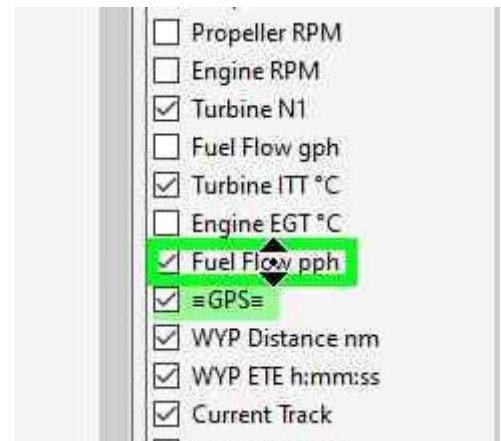 Propeller RPM
Engine RPM
Turbine N1
Fuel Flow gph
Turbine ITT °C
Engine EGT °C
Fuel Flow pph
≡GPS≡
WYP Distance nm
WYP ETE h:mm:ss
Current Track